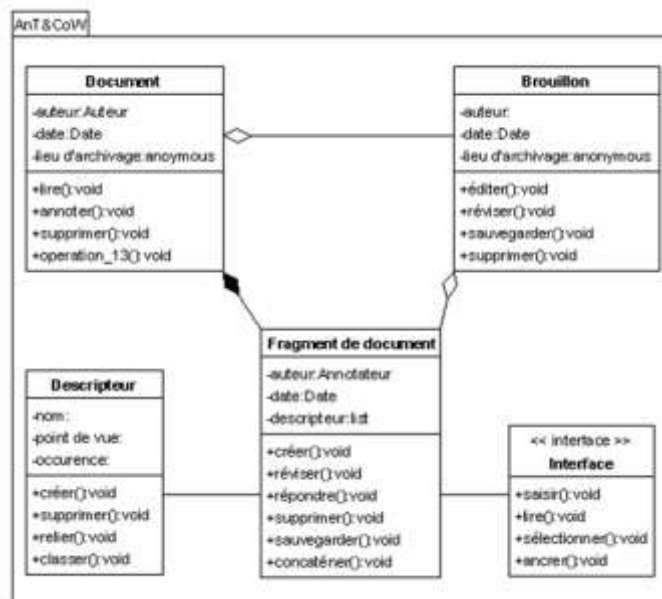 AnT&CoW
Document
-auteur:Auteur
-date:Date
-lieu d'archivage:anoymous
+lire():void
+annoter():void
+supprimer():void
+operation_13():void
Brouillon
-auteur:
-date:Date
-lieu d'archivage:anonymous
+éditer():void
+réviser():void
+sauvegarder():void
+supprimer():void
Fragment de document
-auteur:Annotateur
-date:Date
-descripteur:list
+créer():void
+réviser():void
+répondre():void
+supprimer():void
+sauvegarder():void
+concaténer():void
Descripteur
-nom:
-point de vue:
-occurence:
+créer():void
+supprimer():void
+relier():void
+classer():void
<< interface >>
Interface
+saisir():void
+lire():void
+sélectionner():void
+ancrer():void